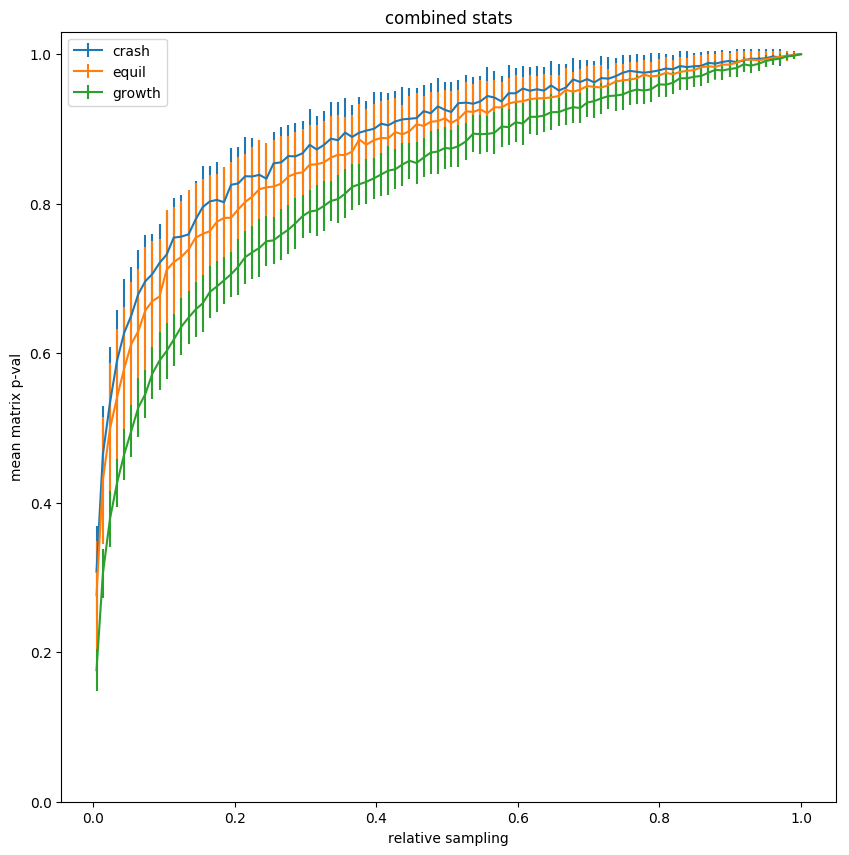 combined stats
crash
equil
growth
mean matrix p-val
1.0
0.8
0.6
0.4
0.2
0.0
0.0 0.2 0.4 0.6 0.8 1.0
relative sampling